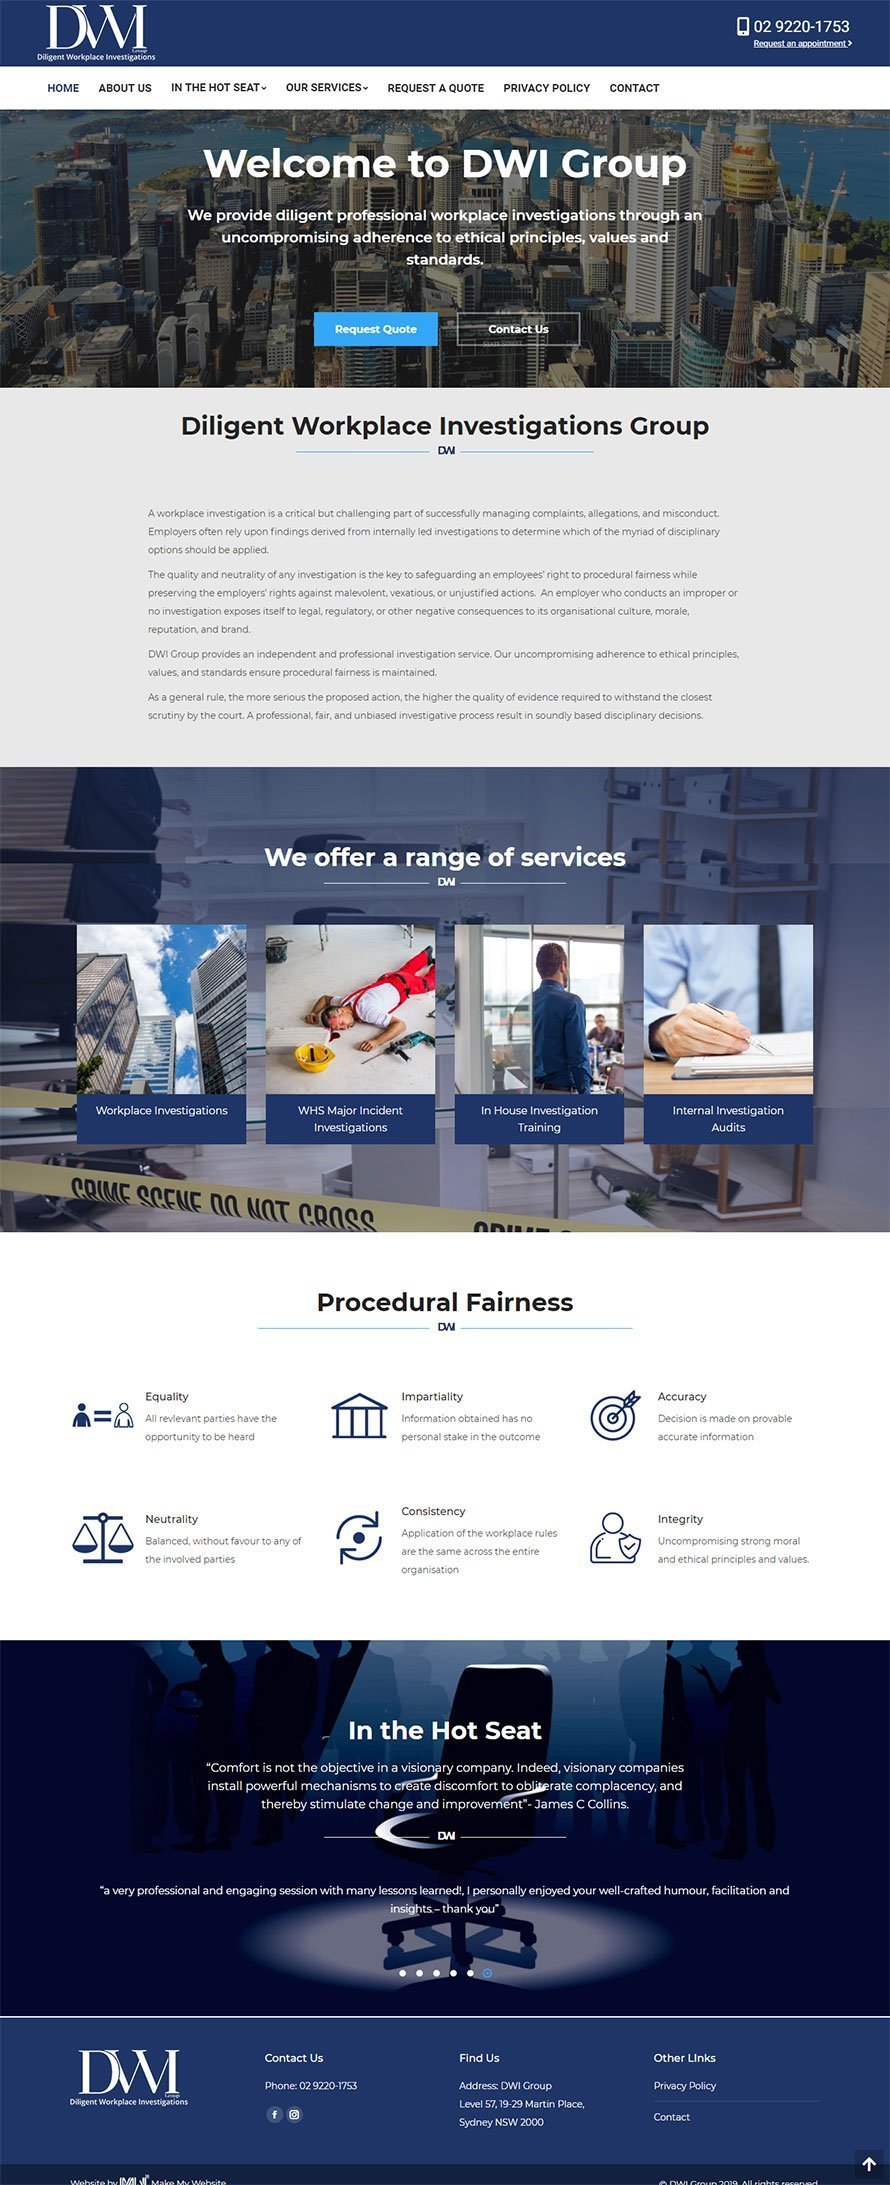 DWI
Group
Diligent Workplace Investigations
02 9220-1753
Request an appointment
HOME ABOUT US IN THE HOT SEAT OUR SERVICES REQUEST A QUOTE PRIVACY POLICY CONTACT
Welcome to DWI Group
We provide diligent professional workplace investigations through an
uncompromising adherence to ethical principles, values and
standards.
Request Quote Contact Us
STATE STREET
Diligent Workplace Investigations Group
DWI
A workplace investigation is a critical but challenging part of successfully managing complaints, allegations, and misconduct.
Employers often rely upon findings derived from internally led investigations to determine which of the myriad of disciplinary
options should be applied.
The quality and neutrality of any investigation is the key to safeguarding an employees' right to procedural fairness while
preserving the employers' rights against malevolent, vexatious, or unjustified actions. An employer who conducts an improper or
no investigation exposes itself to legal, regulatory, or other negative consequences to its organisational culture, morale,
reputation, and brand.
DWI Group provides an independent and professional investigation service. Our uncompromising adherence to ethical principles,
values, and standards ensure procedural fairness is maintained.
As a general rule, the more serious the proposed action, the higher the quality of evidence required to withstand the closest
scrutiny by the court. A professional, fair, and unbiased investigative process result in soundly based disciplinary decisions.
We offer a range of services
DWI
Workplace Investigations
WHS Major Incident
Investigations
In House Investigation
Training
Internal Investigation
Audits
CRIME SCENE DO NOT CROSS
CRIME S
Procedural Fairness
DWI
Equality
All revlevant parties have the
opportunity to be heard
Impartiality
Information obtained has no
personal stake in the outcome
Accuracy
Decision is made on provable
accurate information
Neutrality
Balanced, without favour to any of
the involved parties
Consistency
Application of the workplace rules
are the same across the entire
organisation
Integrity
Uncompromising strong moral
and ethical principles and values.
In the Hot Seat
“Comfort is not the objective in a visionary company. Indeed, visionary companies
install powerful mechanisms to create discomfort to obliterate complacency, and
thereby stimulate change and improvement”- James C Collins.
DWI
“a very professional and engaging session with many lessons learned!, I personally enjoyed your well-crafted humour, facilitation and
insights – thank you”
DWI
Group
Diligent Workplace Investigations
Contact Us
Phone: 02 9220-1753
Find Us
Address: DWI Group
Level 57, 19-29 Martin Place,
Sydney NSW 2000
Other LInks
Privacy Policy
Contact
Website by Make My Website
© DWI Group 2019. All rights reserved